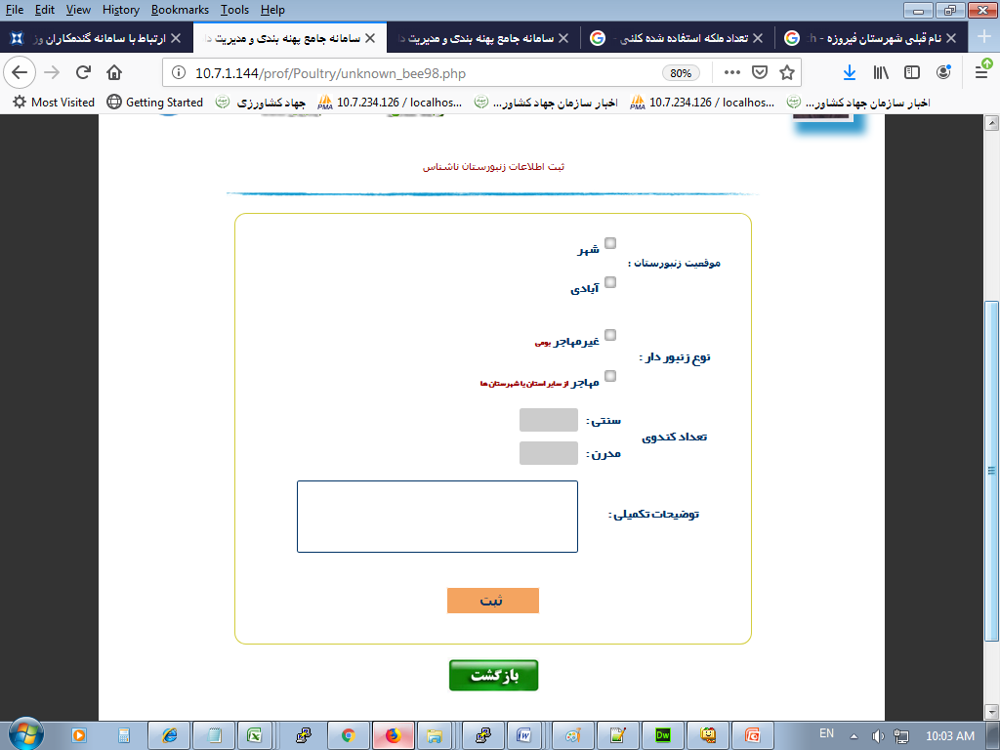 File Edit View History Bookmarks Tools Help
ارتباط با سامانه گندمکاران وز
سامانه جامع پهنه بندی و مدیریت دا
سامانه جامع پهنه بندی و مدیریت دا
تعداد ملکه استفاده شده کلنی -
نام قبلی شهرستان فیروزه - h
10.7.1.144/prof/Poultry/unknown_bee98.php
80%
Most Visited
Getting Started
جهاد کشاورزی
10.7.234.126 / localhos...
اخبار سازمان جهاد کشاور...
10.7.234.126 / localhos...
اخبار سازمان جهاد کشاور...
ثبت اطلاعات زنبورستان ناشناس
موقعیت زنبورستان :
شهر
آبادی
نوع زنبور دار :
غیرمهاجر بومی
مهاجر از سایر استان یا شهرستان ها
تعداد کندوی
سنتی :
مدرن :
توضیحات تکمیلی :
ثبت
بازگشت
EN
10:03 AM